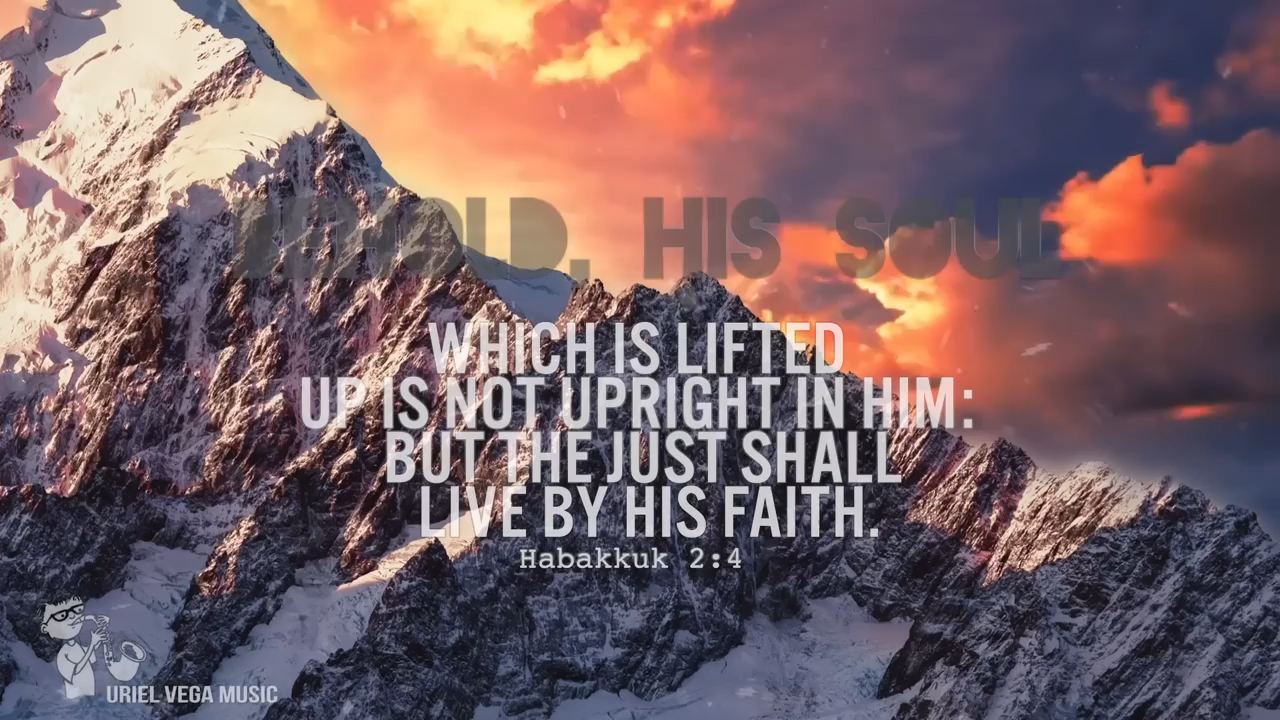 BEHOLD, HIS SOUL
WHICH IS LIFTED
UP IS NOT UPRIGHT IN HIM:
BUT THE JUST SHALL
LIVE BY HIS FAITH.
Habakkuk 2:4
URIEL VEGA MUSIC